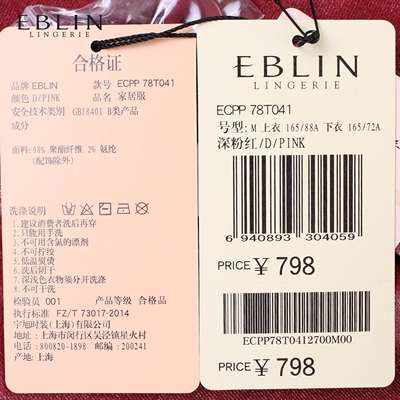 EBLIN
LINGERIE
合格证
品牌 EBLIN 款号 ECPP 78T041
颜色 D/PINK 名称 家居服
安全技术类别 GB18401 B类产品
成分
面料:98% 聚酯纤维 2% 氨纶
(配饰除外)
洗涤说明
1.建议消费者洗后再穿
2.只能用手洗
3.不可用含氯的漂剂
4.不可拧绞
5.低温熨烫
6.洗后阴干
7.深浅色衣物须分开洗涤
8.不可干洗
检验员 001 产品等级 合格品
执行标准 FZ/T 73017-2014
宇旭时装(上海)有限公司
地址:上海市闵行区吴泾镇星火村
电话:800820-1898 邮编:200241
产地:上海
EBLIN
LINGERIE
ECPP 78T041
号型:M 上衣 165/88A 下衣 165/72A
深粉红/D/PINK
6 940893 304059
PRICE ¥ 798
ECPP78T0412700M00
PRICE ¥ 798